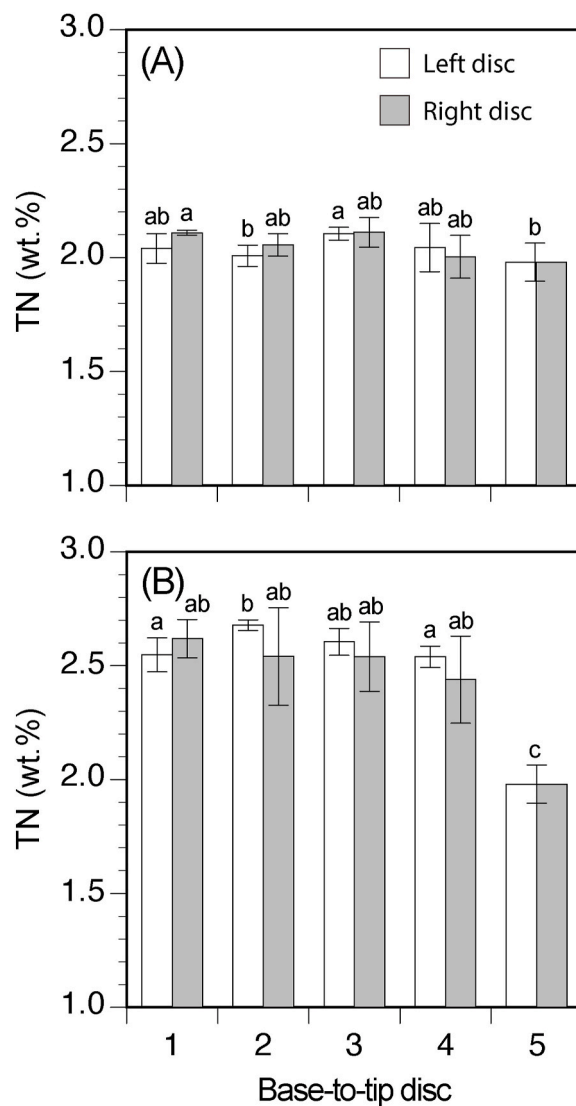 3.0
(A)
Left disc
Right disc
2.5
ab a b ab a ab ab ab b
TN (wt.%)
2.0
1.5
1.0
3.0
(B)
a ab b ab ab ab a ab c
2.5
TN (wt.%)
2.0
1.5
1.0
1 2 3 4 5
Base-to-tip disc